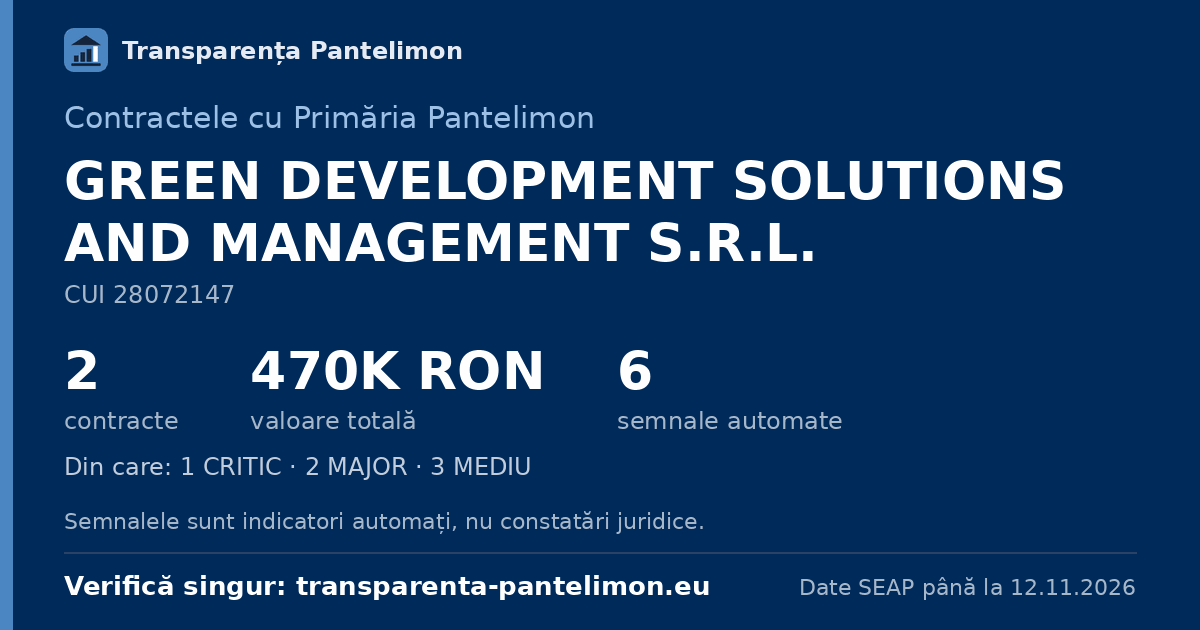 Transparența Pantelimon
Contractele cu Primăria Pantelimon
GREEN DEVELOPMENT SOLUTIONS
AND MANAGEMENT S.R.L.
CUI 28072147
2 470K RON 6
contracte valoare totală semnale automate
Din care: 1 CRITIC · 2 MAJOR · 3 MEDIU
Semnalele sunt indicatori automați, nu constatări juridice.
Verifică singur: transparenta-pantelimon.eu Date SEAP până la 12.11.2026